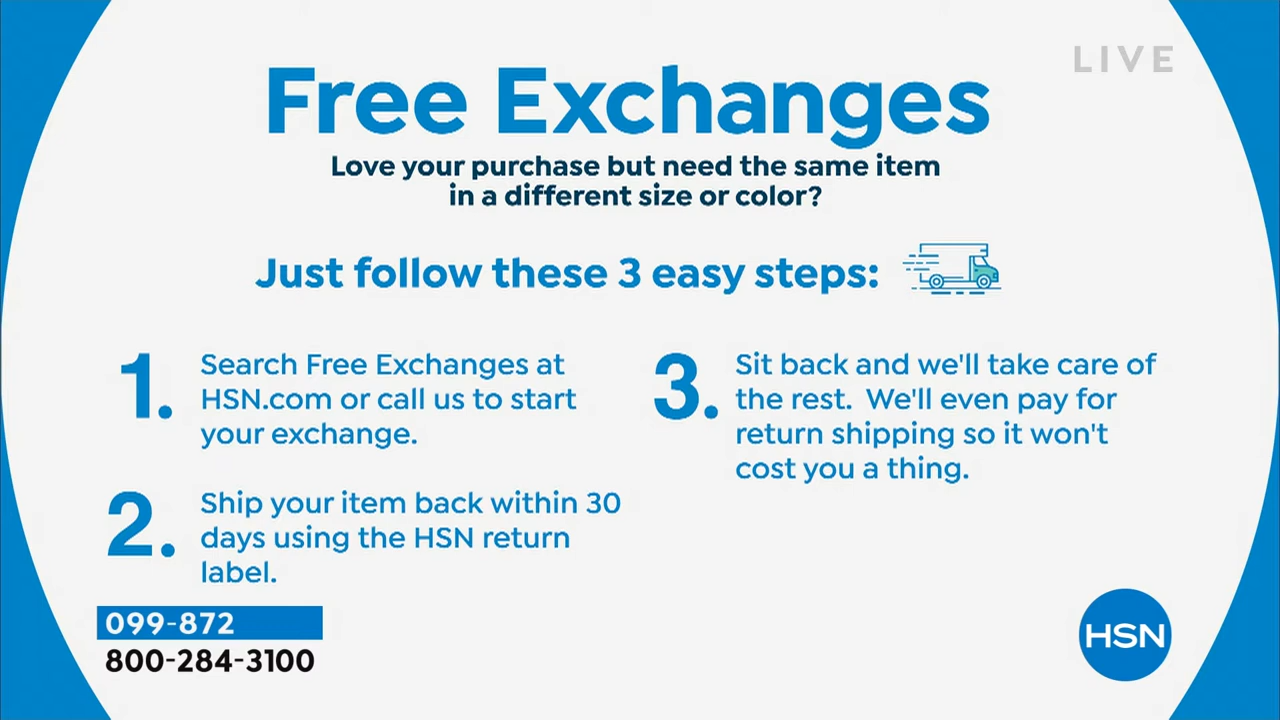 LIVE
Free Exchanges
Love your purchase but need the same item
in a different size or color?
Just follow these 3 easy steps:
1. Search Free Exchanges at
HSN.com or call us to start
your exchange.
2. Ship your item back within 30
days using the HSN return
label.
3. Sit back and we'll take care of
the rest.  We'll even pay for
return shipping so it won't
cost you a thing.
099-872
800-284-3100
HSN